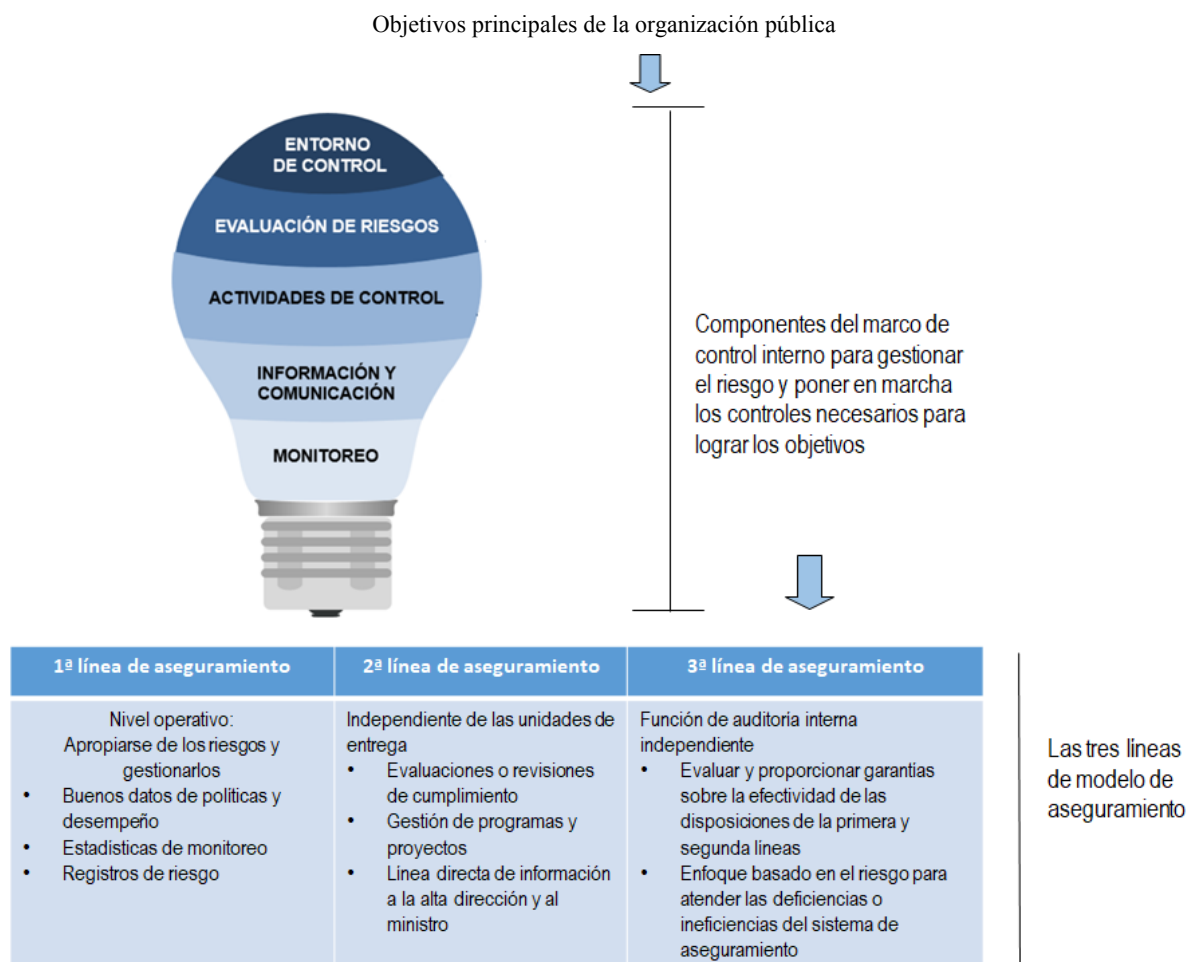 Objetivos principales de la organización pública
ENTORNO
DE CONTROL
EVALUACIÓN DE RIESGOS
ACTIVIDADES DE CONTROL
INFORMACIÓN Y
COMUNICACIÓN
MONITOREO
Componentes del marco de
control interno para gestionar
el riesgo y poner en marcha
los controles necesarios para
lograr los objetivos
1ª línea de aseguramiento
Nivel operativo:
Apropiarse de los riesgos y
gestionarlos
• Buenos datos de políticas y
desempeño
• Estadísticas de monitoreo
• Registros de riesgo
2ª línea de aseguramiento
Independiente de las unidades de
entrega
• Evaluaciones o revisiones
de cumplimiento
• Gestión de programas y
proyectos
• Línea directa de información
a la alta dirección y al
ministro
3ª línea de aseguramiento
Función de auditoría interna
independiente
• Evaluar y proporcionar garantías
sobre la efectividad de las
disposiciones de la primera y
segunda líneas
• Enfoque basado en el riesgo para
atender las deficiencias o
ineficiencias del sistema de
aseguramiento
Las tres líneas
de modelo de
aseguramiento